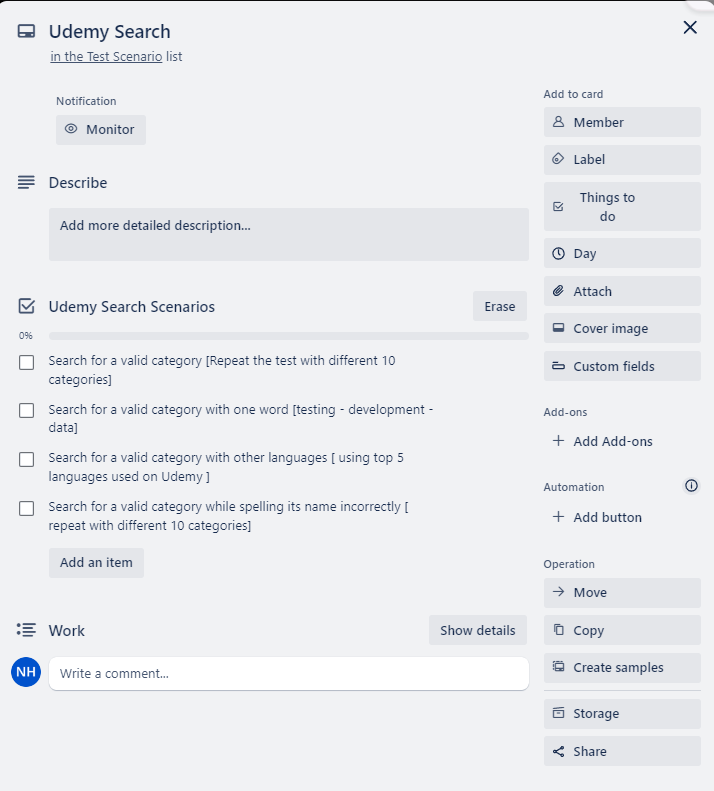 Udemy Search
in the Test Scenario list
Notification
Monitor
Describe
Add more detailed description...
Udemy Search Scenarios
Erase
0%
Search for a valid category [Repeat the test with different 10
categories]
Search for a valid category with one word [testing - development -
data]
Search for a valid category with other languages [ using top 5
languages used on Udemy ]
Search for a valid category while spelling its name incorrectly [
repeat with different 10 categories]
Add an item
Work
Show details
NH
Write a comment...
Add to card
Member
Label
Things to
do
Day
Attach
Cover image
Custom fields
Add-ons
+ Add Add-ons
Automation
+ Add button
Operation
Move
Copy
Create samples
Storage
Share